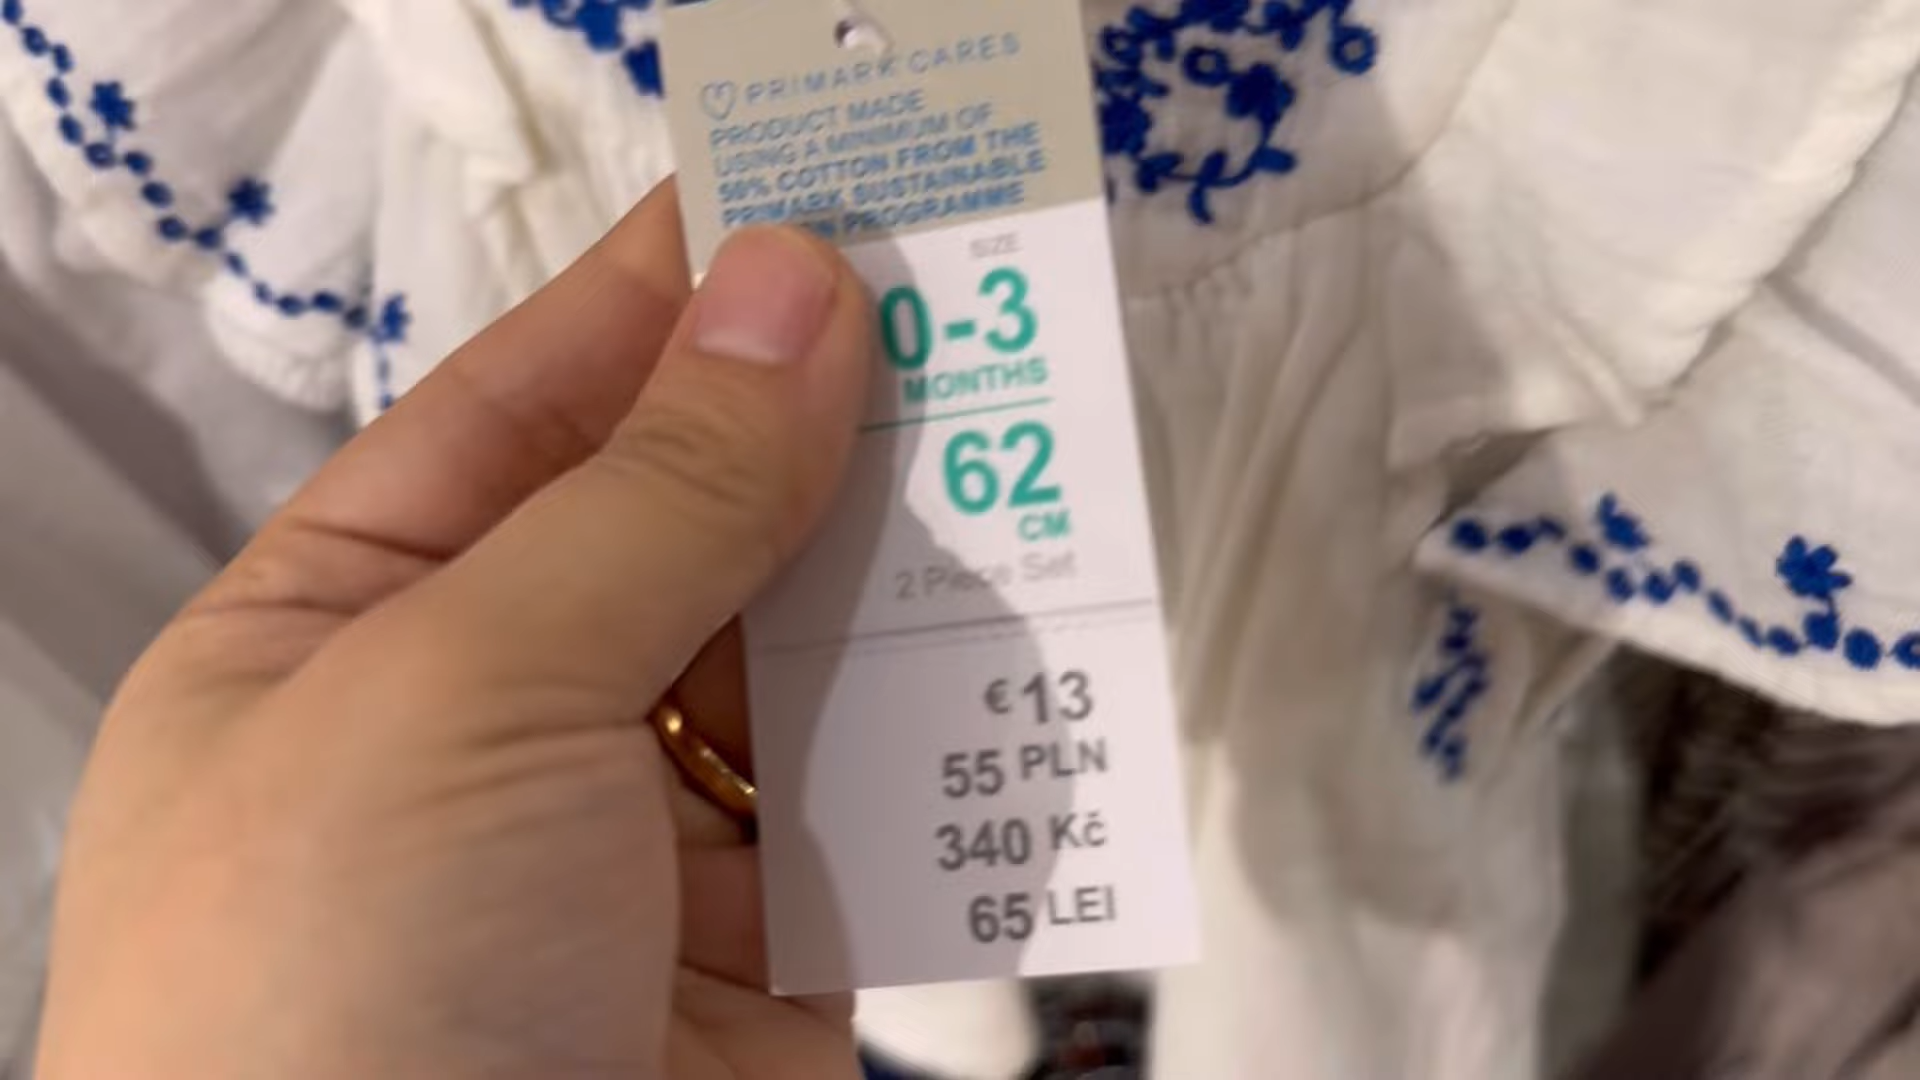 PRIMARK CARES
PRODUCT MADE
USING A MINIMUM OF
50% COTTON FROM THE
PRIMARK SUSTAINABLE
PROGRAMME
SIZE
0-3
MONTHS
62
CM
2 Piece Set
€13
55 PLN
340 Kč
65 LEI